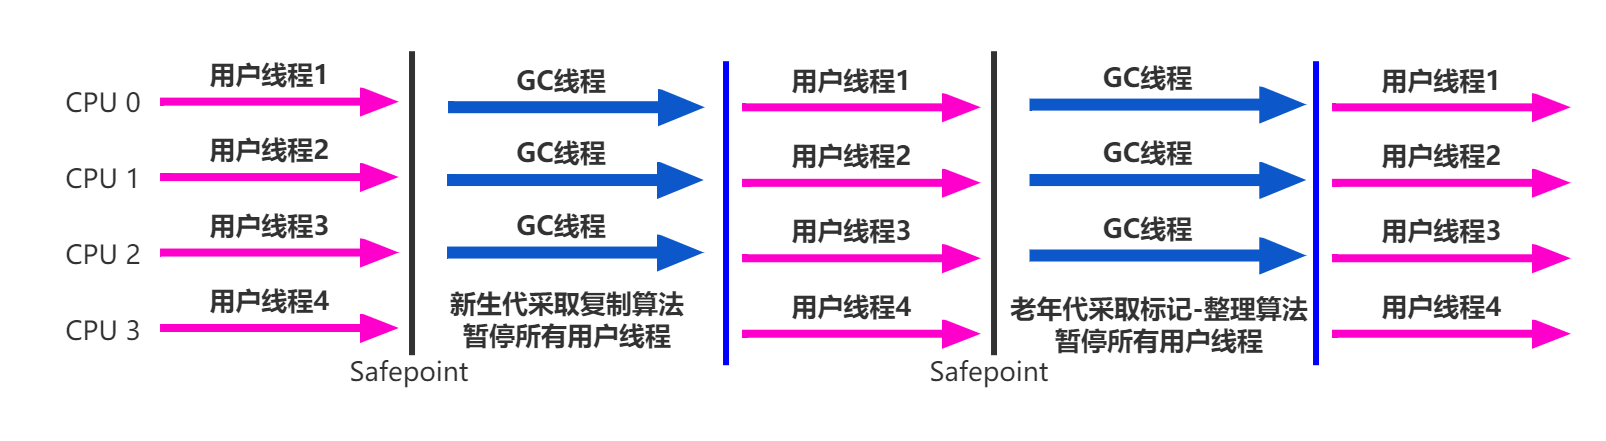 CPU 0
用户线程1
GC线程
用户线程1
GC线程
用户线程1
CPU 1
用户线程2
GC线程
用户线程2
GC线程
用户线程2
CPU 2
用户线程3
GC线程
用户线程3
GC线程
用户线程3
CPU 3
用户线程4
新生代采取复制算法
暂停所有用户线程
用户线程4
老年代采取标记-整理算法
暂停所有用户线程
用户线程4
Safepoint
Safepoint